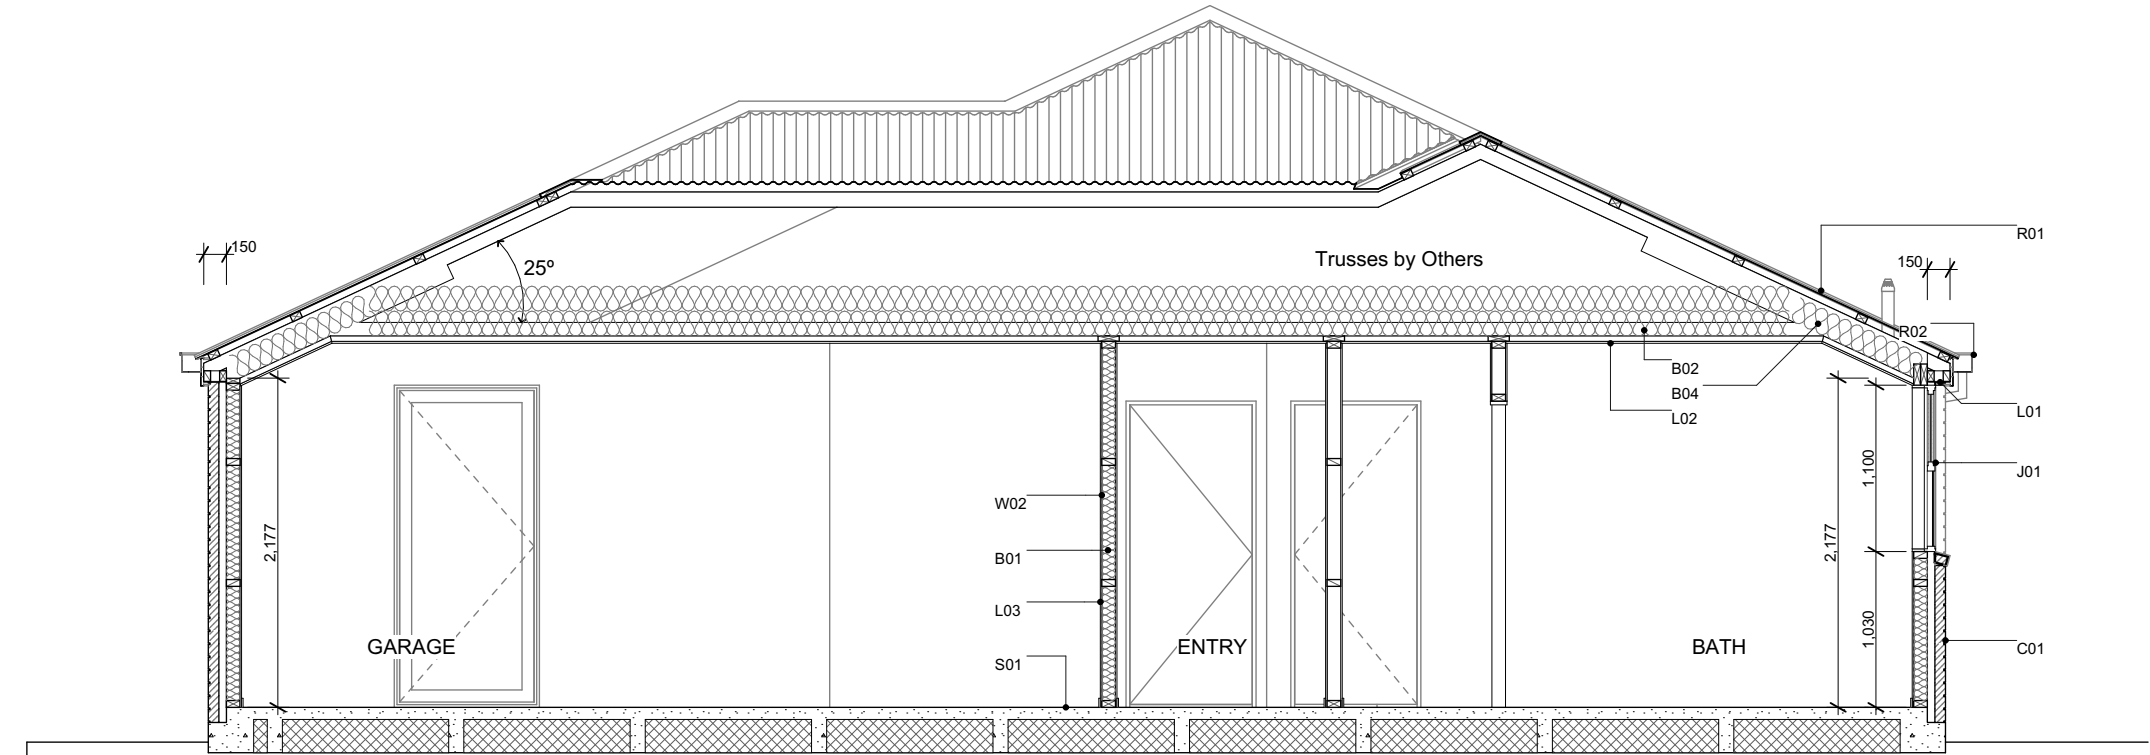 150
25º
Trusses by Others
R01
150
R02
B02
B04
L02
L01
1,100
J01
W02
2,177
2,177
B01
L03
GARAGE
ENTRY
BATH
1,030
C01
S01